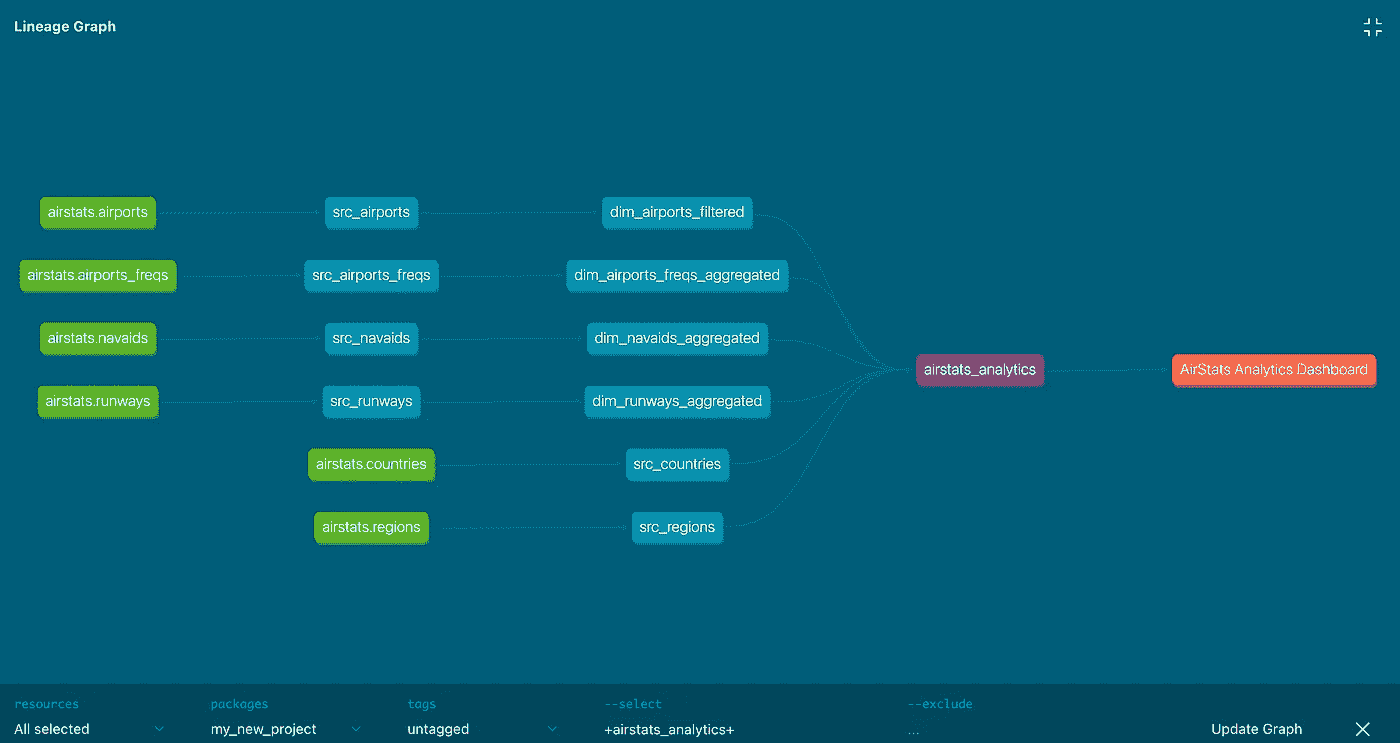 Lineage Graph
airstats.airports
src_airports
dim_airports_filtered
airstats.airports_freqs
src_airports_freqs
dim_airports_freqs_aggregated
airstats.navaids
src_navaids
dim_navaids_aggregated
airstats_analytics
AirStats Analytics Dashboard
airstats.runways
src_runways
dim_runways_aggregated
airstats.countries
src_countries
airstats.regions
src_regions
resources
packages
tags
--select
--exclude
All selected
my_new_project
untagged
+airstats_analytics+
...
Update Graph